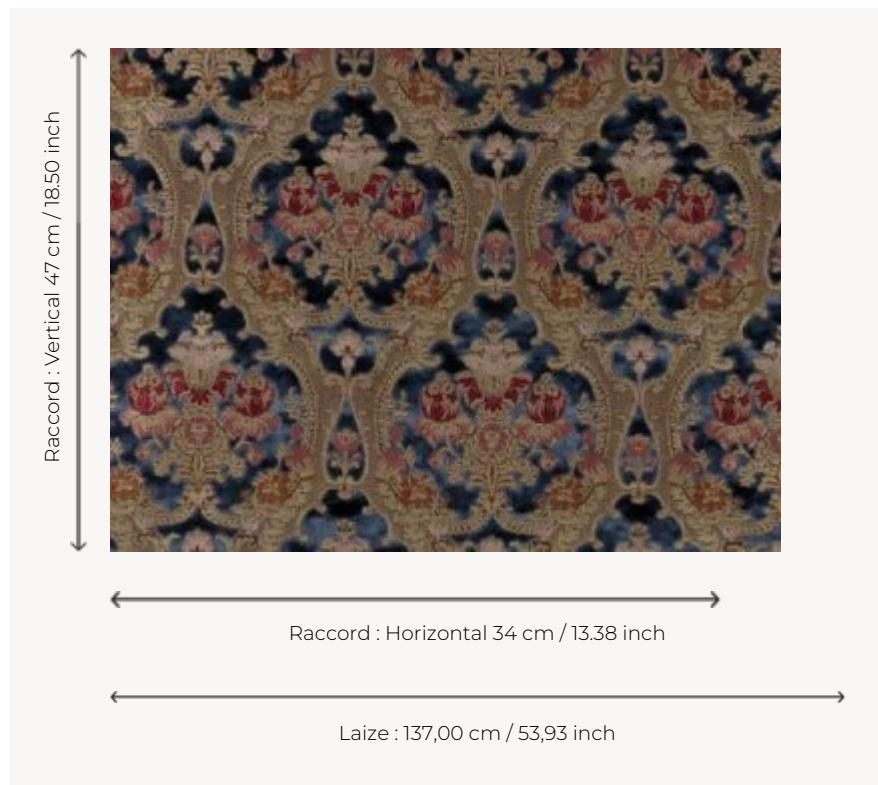 Raccord : Vertical 47 cm / 18.50 inch
Raccord : Horizontal 34 cm / 13.38 inch
Laize : 137,00 cm / 53,93 inch